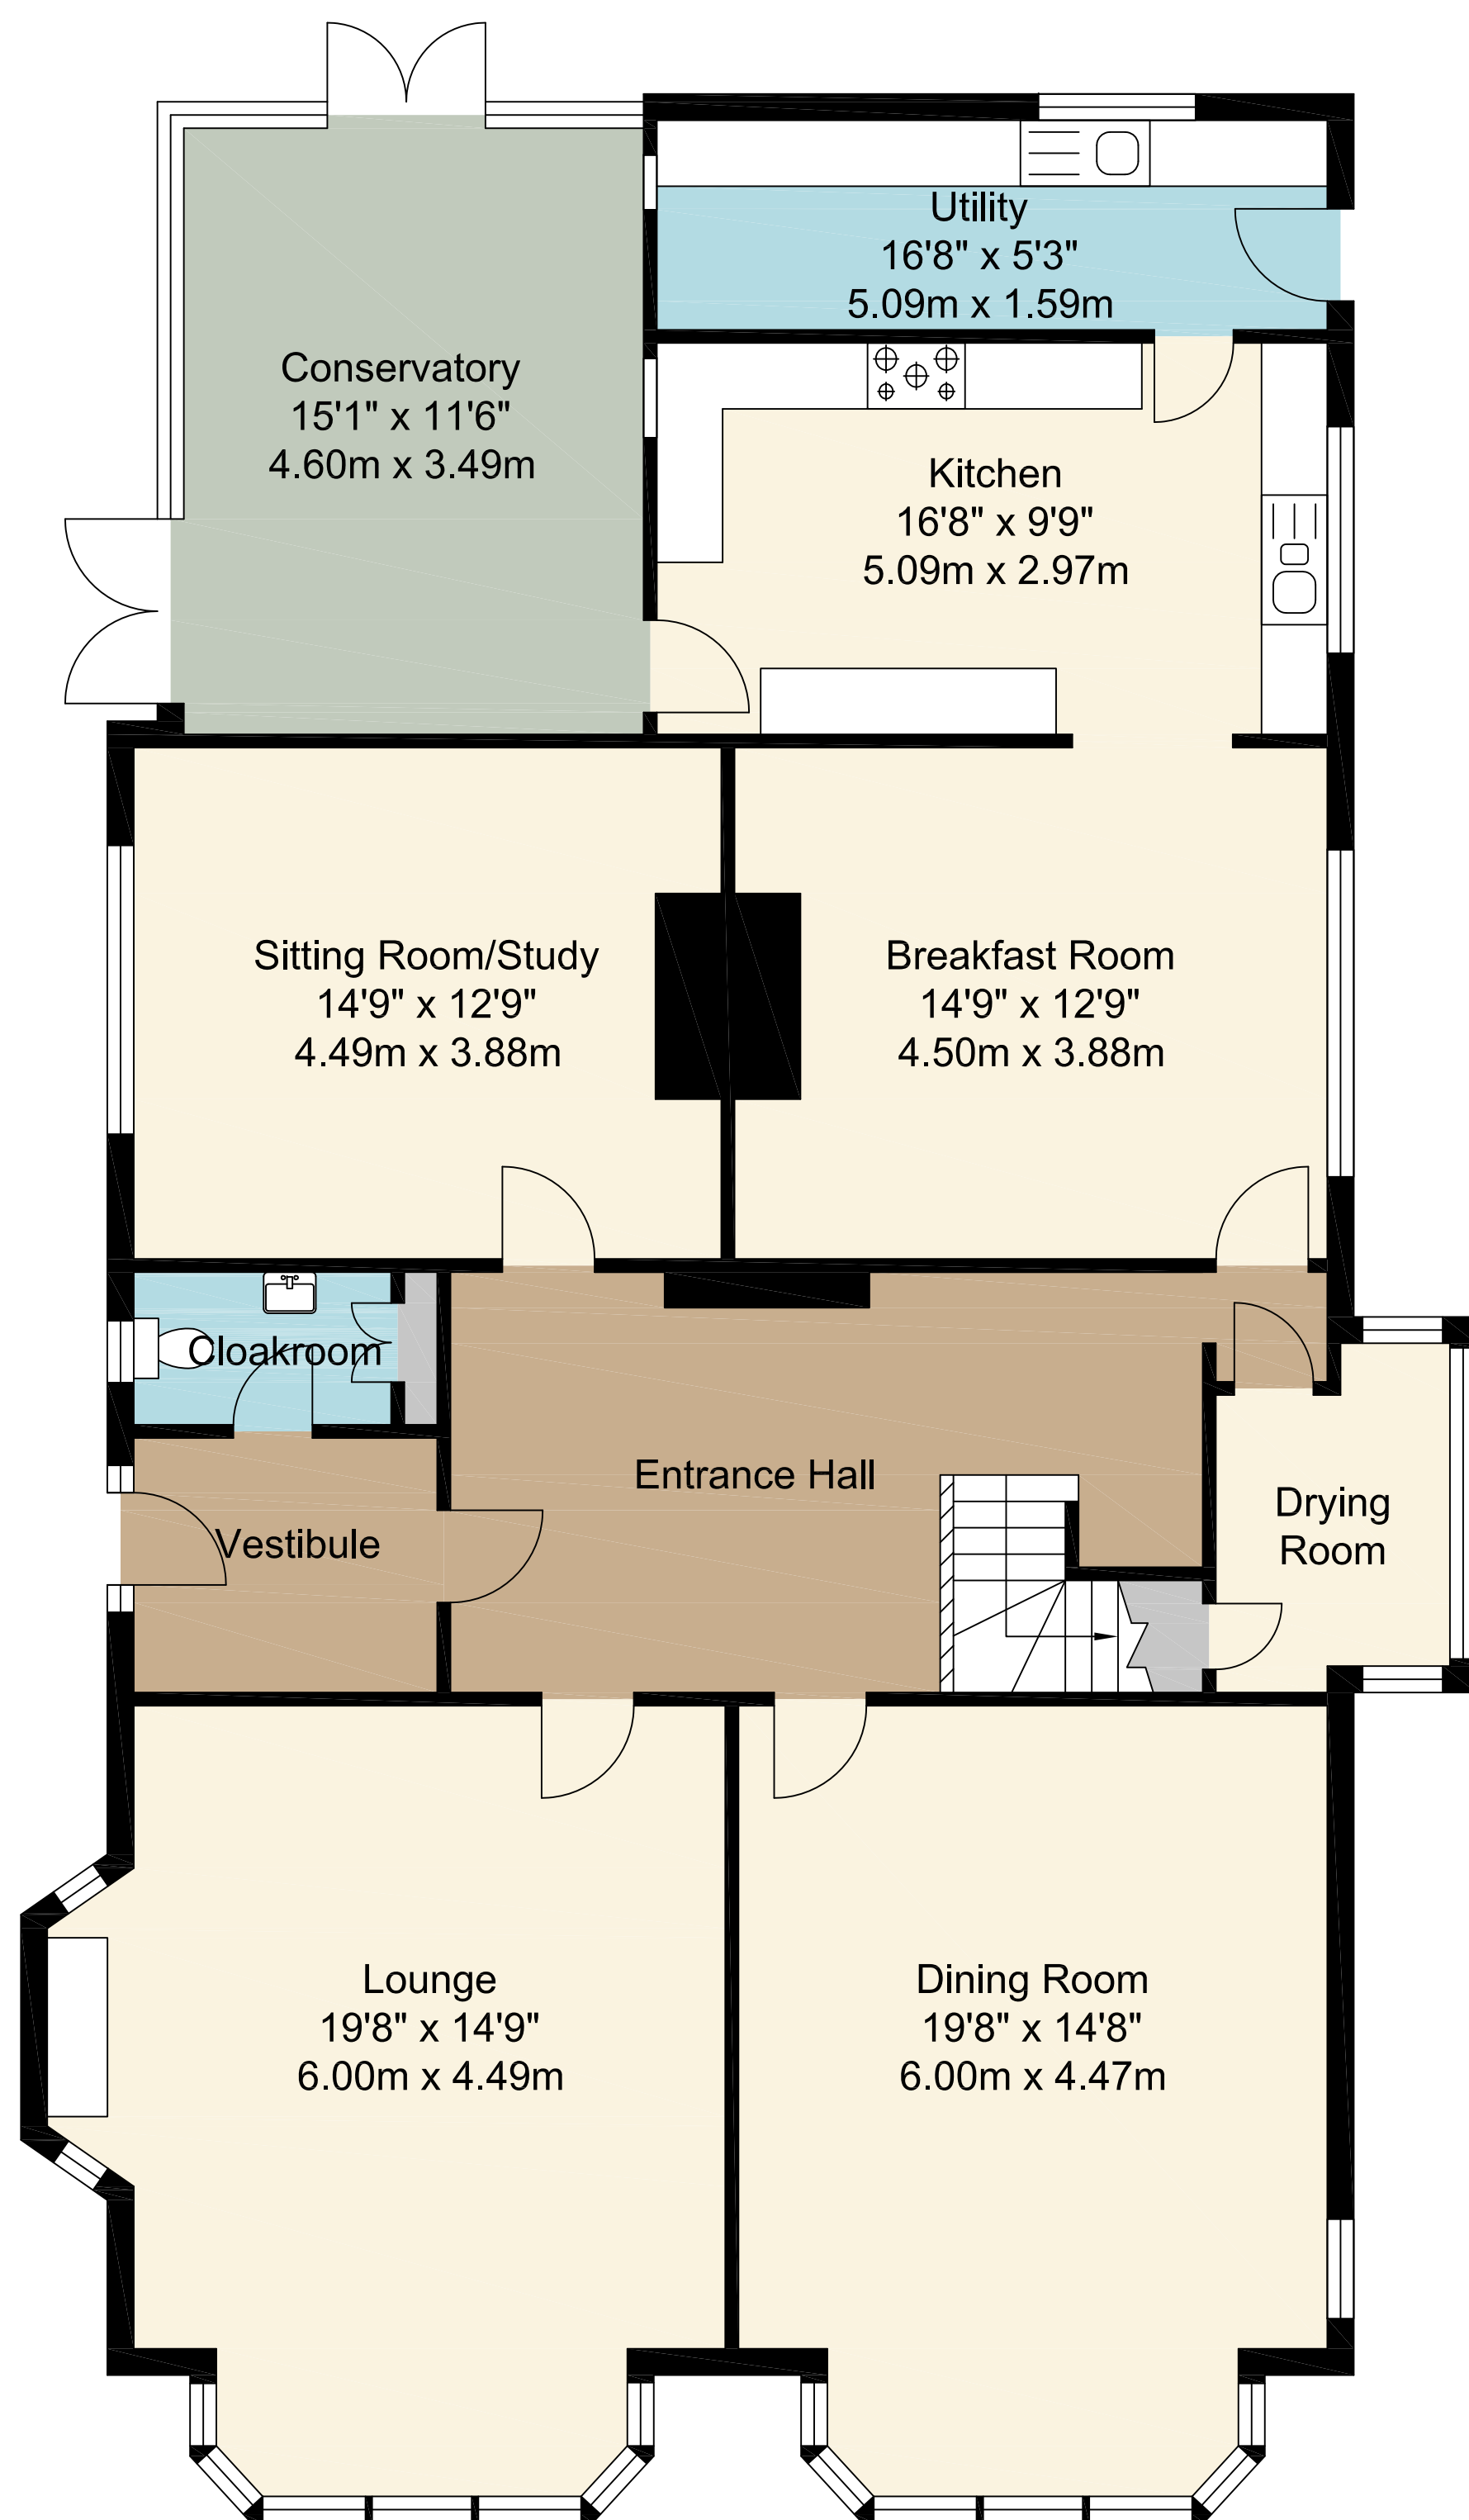 Utility
16'8" x 5'3"
5.09m x 1.59m
Conservatory
15'1" x 11'6"
4.60m x 3.49m
Kitchen
16'8" x 9'9"
5.09m x 2.97m
Sitting Room/Study
14'9" x 12'9"
4.49m x 3.88m
Breakfast Room
14'9" x 12'9"
4.50m x 3.88m
Cloakroom
Entrance Hall
Drying
Room
Vestibule
Lounge
19'8" x 14'9"
6.00m x 4.49m
Dining Room
19'8" x 14'8"
6.00m x 4.47m